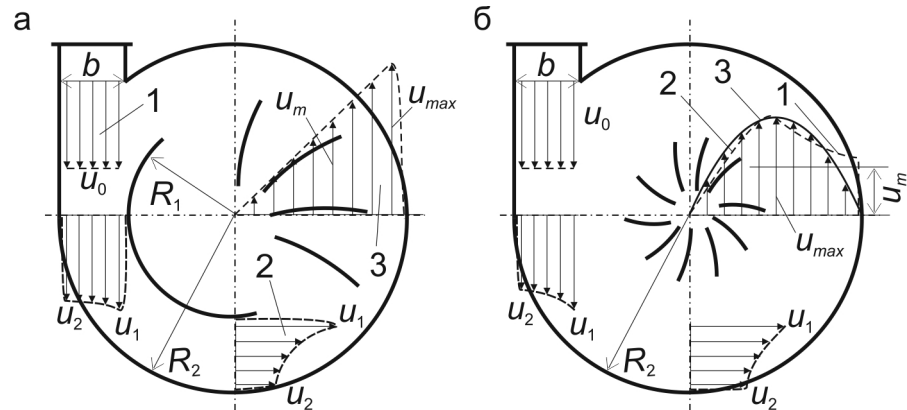 а
b
1
u₀
R₁
R₂
u₂
u₁
uₘ
uₘₐₓ
2
3
u₁
u₂
б
b
u₀
2
3
1
uₘ
uₘₐₓ
R₂
u₂
u₁
u₁
u₂